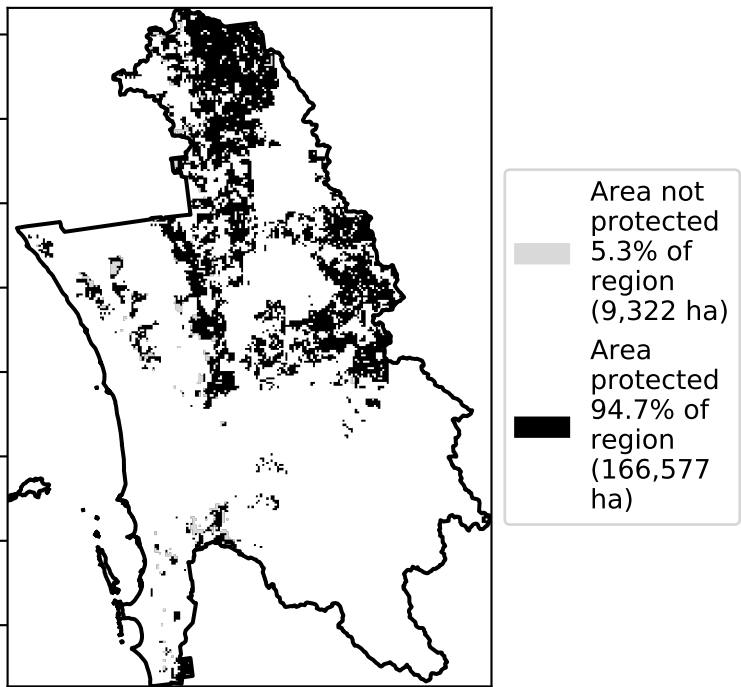 Area not
protected
5.3% of
region
(9,322 ha)
Area
protected
94.7% of
region
(166,577
ha)